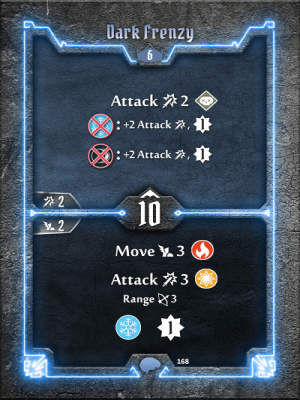 Dark Frenzy
6
Attack 2
: +2 Attack , 1
: +2 Attack , 1
2
10
2
Move 3
Attack 3
Range 3
1
168